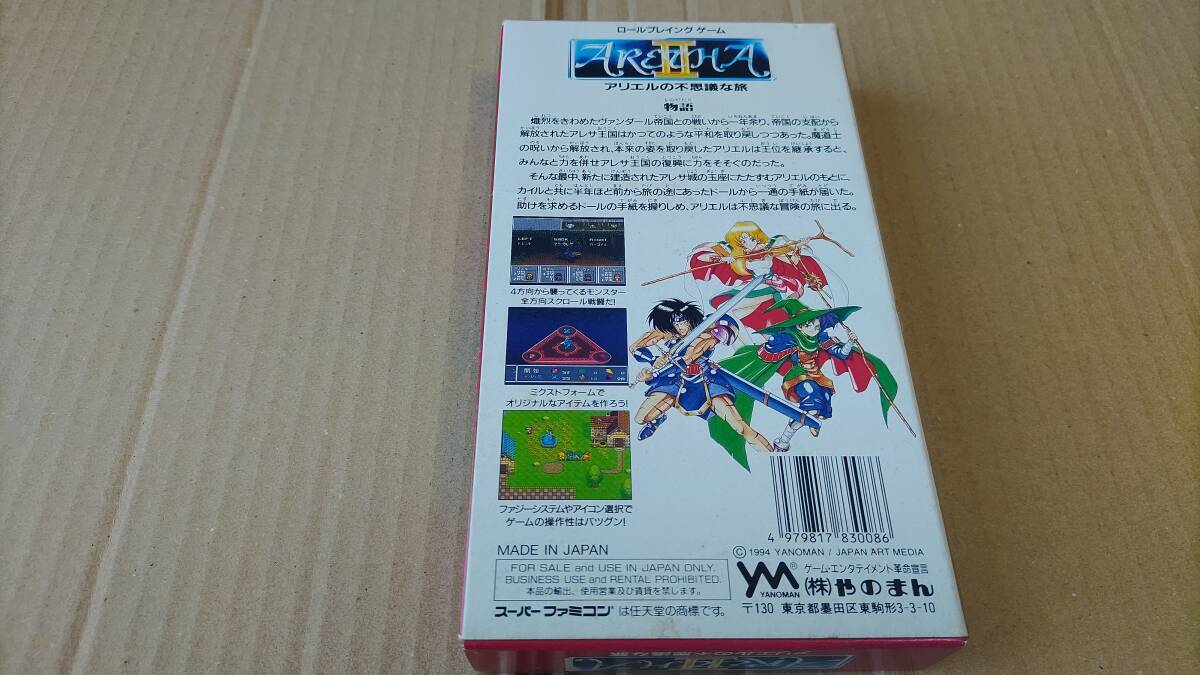 ロールプレイング ゲーム
ARETHA II
アリエルの不思議な旅
物語
熾烈をきわめたヴァンダール帝国との戦いから一年余り、帝国の支配から
解放されたアレサ王国はかつてのような平和を取り戻しつつあった。魔道士
の呪いから解放され、本来の姿を取り戻したアリエルは王位を継承すると、
みんなと力を併せアレサ王国の復興に力をそそぐのだった。
そんな最中、新たに建造されたアレサ城の玉座にたたずむアリエルのもとに、
カイルと共に半年ほど前から旅の途にあったドールから一通の手紙が届いた。
助けを求めるドールの手紙を握りしめ、アリエルは不思議な冒険の旅に出る。
LEFT BACK RIGHT
4方向から襲ってくるモンスター
全方向スクロール戦闘だ!
開始
ミクストフォームで
オリジナルなアイテムを作ろう!
ファジーシステムやアイコン選択で
ゲームの操作性はバツグン!
4 979817 830086
MADE IN JAPAN
FOR SALE and USE IN JAPAN ONLY.
BUSINESS USE and RENTAL PROHIBITED.
本品の輸出、使用営業及び賃貸を禁じます。
スーパーファミコンは任天堂の商標です。
© 1994 YANOMAN / JAPAN ART MEDIA
YM®
YANOMAN
ゲーム・エンタテイメント革命宣言
(株)やのまん
〒130 東京都墨田区東駒形3-3-10
アリエルの不思議な旅
ARETHA II